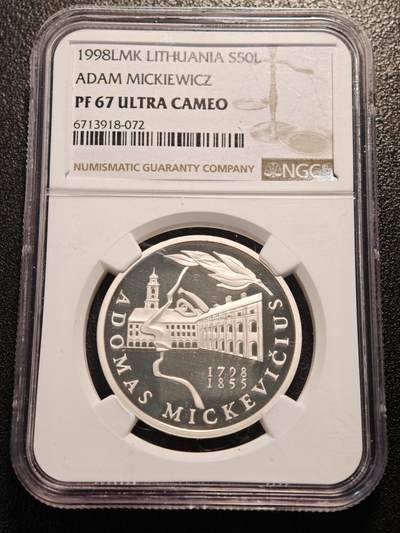 1998LMK LITHUANIA S50L
ADAM MICKIEWICZ
PF 67 ULTRA CAMEO
6713918-072
NUMISMATIC GUARANTY COMPANY
NGC
ADOMAS MICKEVIČIUS
1798
1855